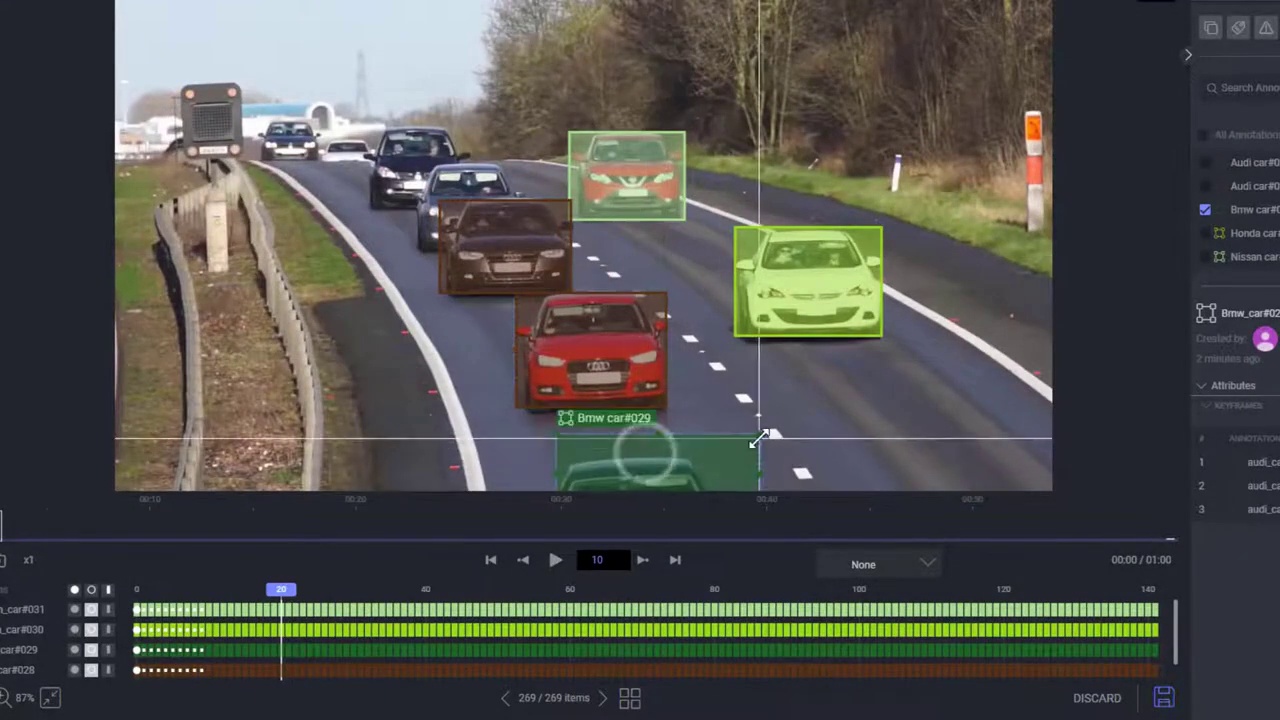 Search Anno
All Annotation
Audi car#0
Audi car#0
Bmw car#02
Honda car
Nissan car
Bmw_car#02
Created by:
2 minutes ago
Attributes
KEYFRAMES
# ANNOTATION
1 audi_ca
2 audi_ca
3 audi_ca
Bmw car#029
00:10 00:20 00:30 00:40 00:50
x1
10
None
00:00 / 01:00
0 20 40 60 80 100 120 140
n_car#031
_car#030
car#029
car#028
87%
269 / 269 items
DISCARD